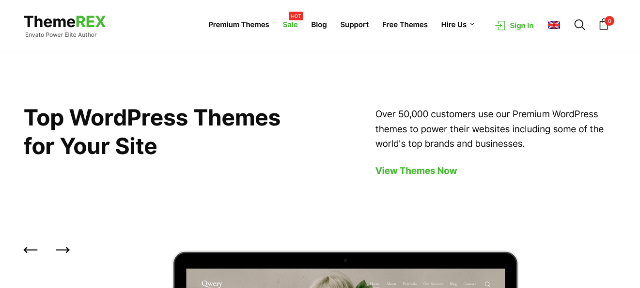 ThemeREX
Envato Power Elite Author
Premium Themes
HOT
Sale
Blog
Support
Free Themes
Hire Us
Sign In
0
Top WordPress Themes
for Your Site
Over 50,000 customers use our Premium WordPress
themes to power their websites including some of the
world's top brands and businesses.
View Themes Now
Qwery.